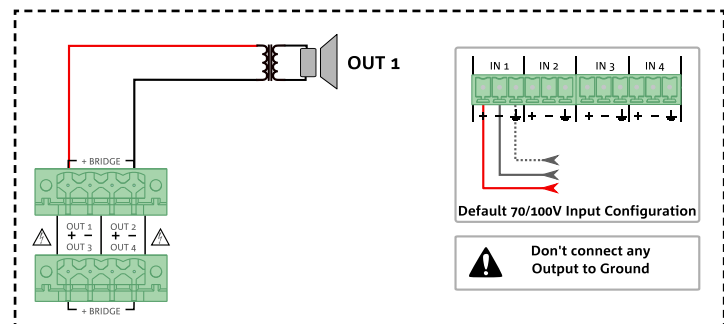 OUT 1
IN 1 IN 2 IN 3 IN 4
+ - + - + - + -
Default 70/100V Input Configuration
Don't connect any
Output to Ground
+ BRIDGE -
OUT 1 OUT 2
+ - + -
OUT 3 OUT 4
+ BRIDGE -